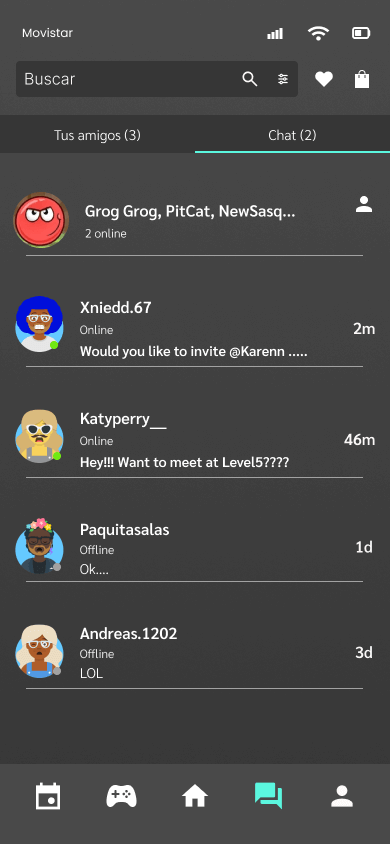 Movistar
Buscar
Tus amigos (3)
Chat (2)
Grog Grog, PitCat, NewSasq...
2 online
Xniedd.67
Online
2m
Would you like to invite @Karenn .....
Katyperry__
Online
46m
Hey!!! Want to meet at Level5????
Paquitasalas
Offline
1d
Ok....
Andreas.1202
Offline
3d
LOL